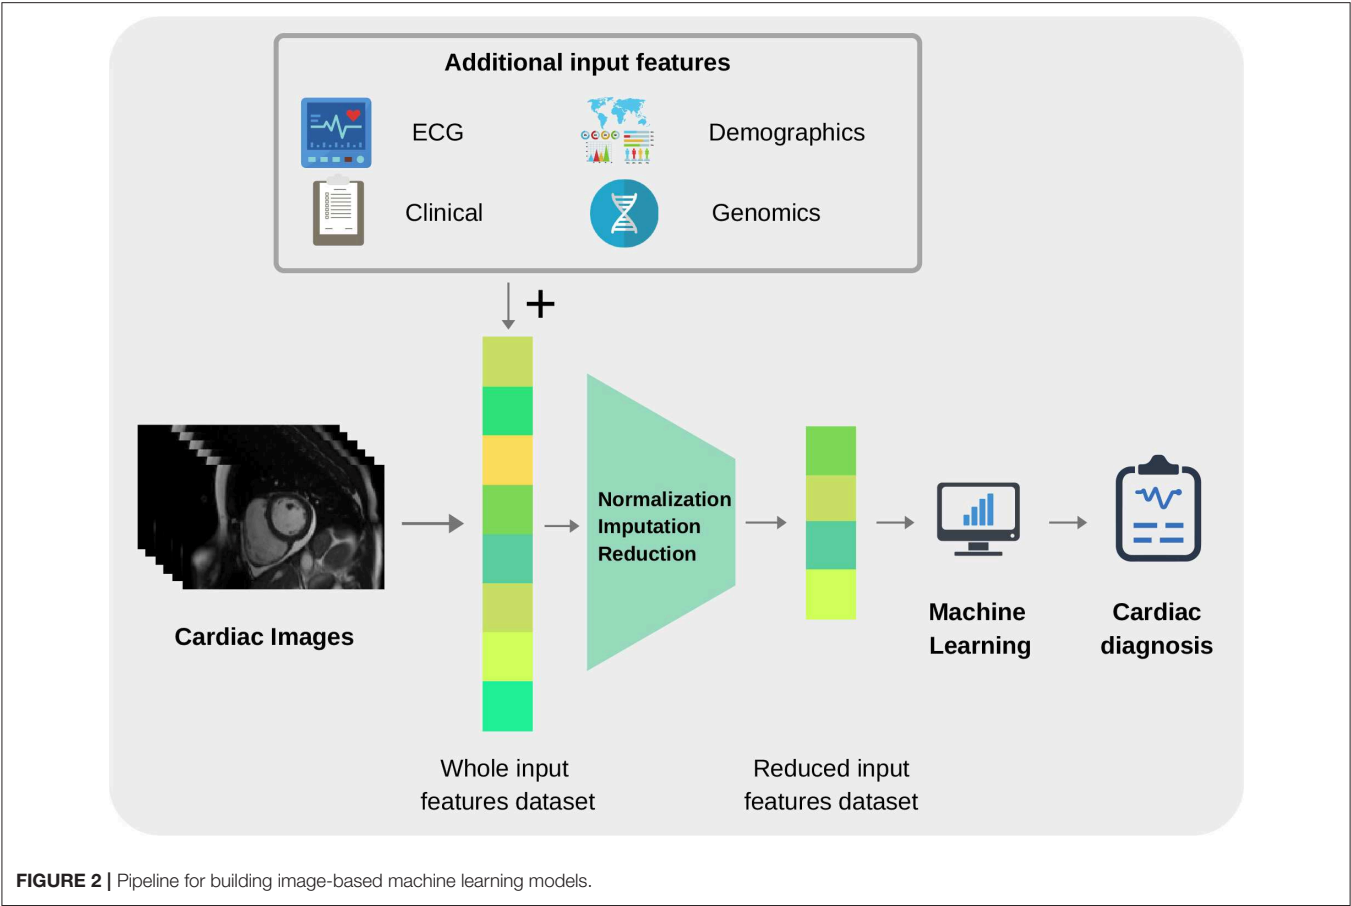 Additional input features
ECG
Demographics
Clinical
Genomics
+
Normalization
Imputation
Reduction
Cardiac Images
Machine
Learning
Cardiac
diagnosis
Whole input
features dataset
Reduced input
features dataset
FIGURE 2 | Pipeline for building image-based machine learning models.